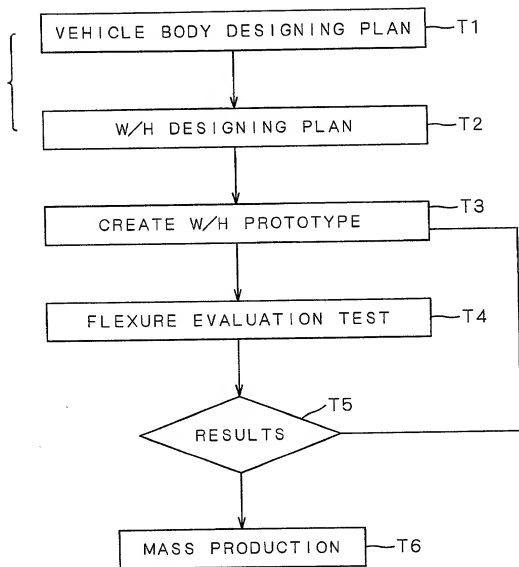 VEHICLE BODY DESIGNING PLAN T1
W/H DESIGNING PLAN T2
T3
CREATE W/H PROTOTYPE
FLEXURE EVALUATION TEST T4
T5
RESULTS
MASS PRODUCTION T6